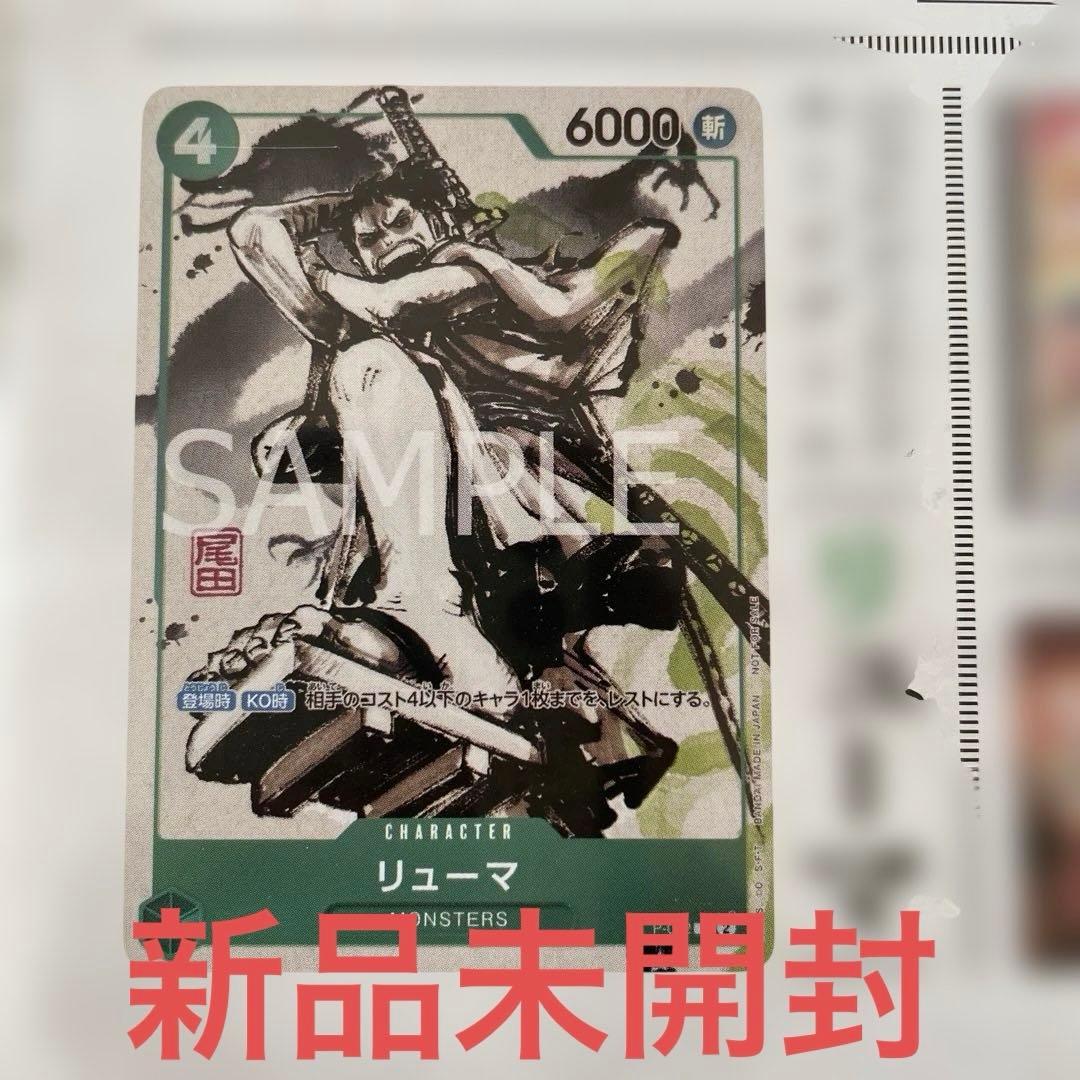 4
6000 斬
SAMPLE
尾田
登場時 KO時 相手のコスト4以下のキャラ1枚までを、レストにする。
CHARACTER
リューマ
MONSTERS
BANDAI MADE IN JAPAN NOT FOR SALE
新品未開封